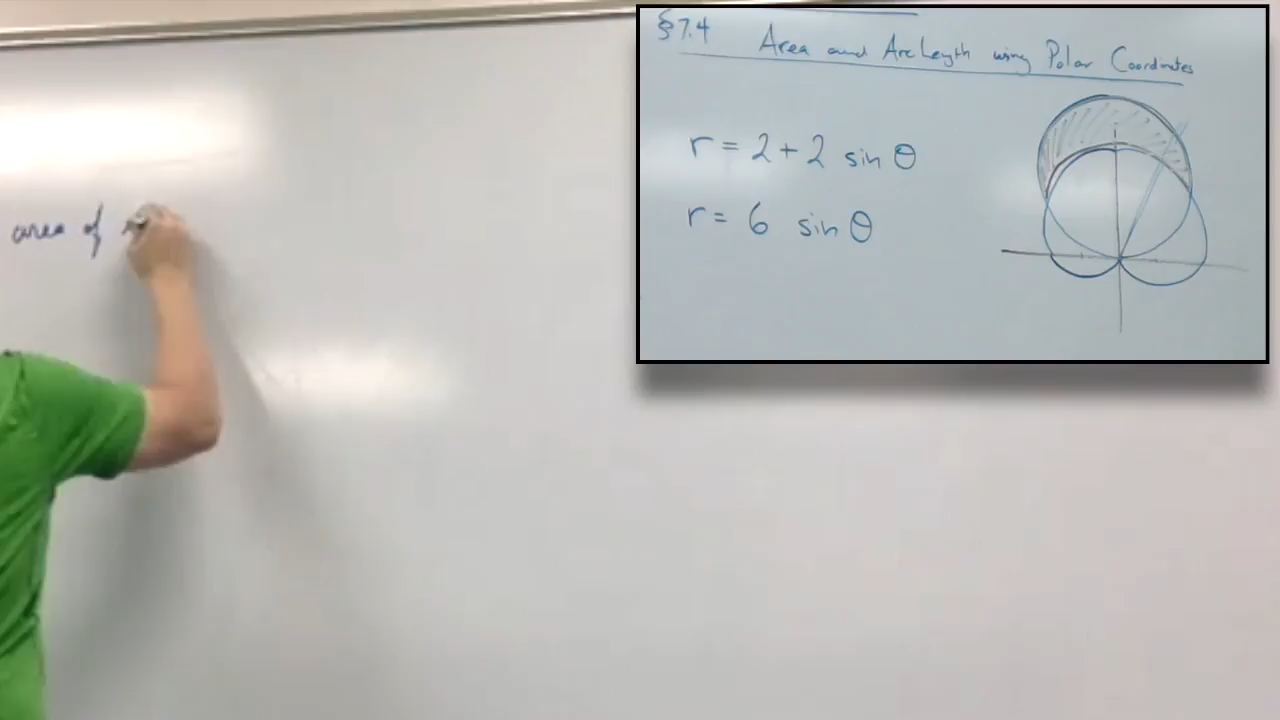 §7.4 Area and Arc Length using Polar Coordinates
r = 2 + 2 sin θ
r = 6 sin θ
area of